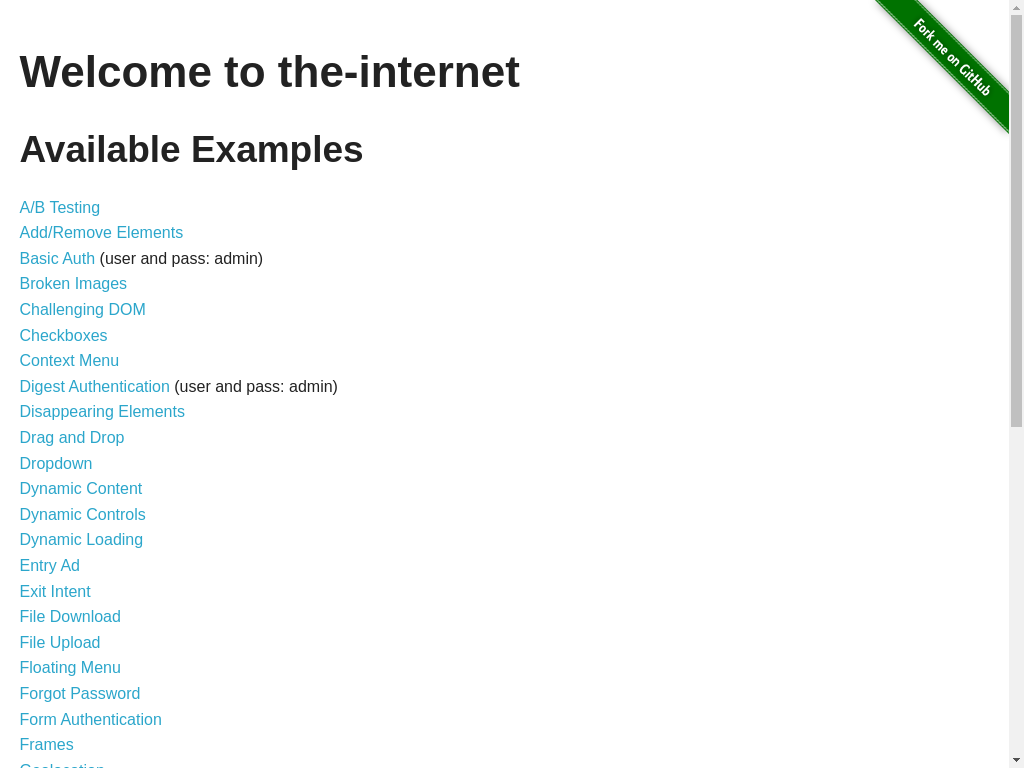 Fork me on GitHub
Welcome to the-internet
Available Examples
A/B Testing
Add/Remove Elements
Basic Auth (user and pass: admin)
Broken Images
Challenging DOM
Checkboxes
Context Menu
Digest Authentication (user and pass: admin)
Disappearing Elements
Drag and Drop
Dropdown
Dynamic Content
Dynamic Controls
Dynamic Loading
Entry Ad
Exit Intent
File Download
File Upload
Floating Menu
Forgot Password
Form Authentication
Frames
Geolocation